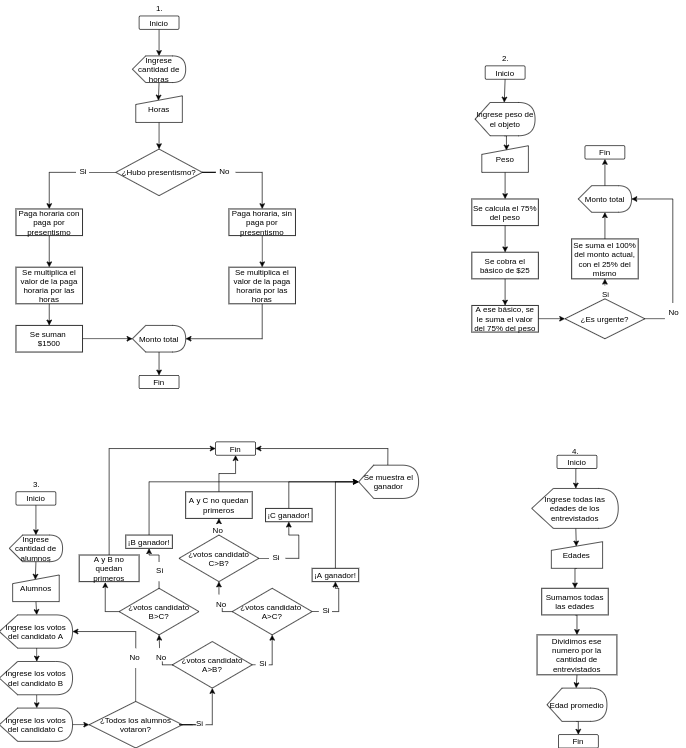 1.
Inicio
Ingrese
cantidad de
horas
Horas
¿Hubo presentismo?
Si
No
Paga horaria con
paga por
presentismo
Paga horaria, sin
paga por
presentismo
Se multiplica el
valor de la paga
horaria por las
horas
Se multiplica el
valor de la paga
horaria por las
horas
Se suman
$1500
Monto total
Fin
2.
Inicio
Ingrese peso de
el objeto
Peso
Se calcula el 75%
del peso
Se cobra el
básico de $25
A ese básico, se
le suma el valor
del 75% del peso
¿Es urgente?
Si
No
Se suma el 100%
del monto actual,
con el 25% del
mismo
Monto total
Fin
3.
Inicio
Ingrese
cantidad de
alumnos
Alumnos
Ingrese los votos
del candidato A
Ingrese los votos
del candidato B
Ingrese los votos
del candidato C
¿Todos los alumnos
votaron?
No
Si
¿votos candidato
A>B?
No
Si
¿votos candidato
B>C?
Si
A y B no
quedan
primeros
¡B ganador!
¿votos candidato
A>C?
No
Si
¿votos candidato
C>B?
No
Si
A y C no quedan
primeros
¡C ganador!
¡A ganador!
Se muestra el
ganador
Fin
4.
Inicio
Ingrese todas las
edades de los
entrevistados
Edades
Sumamos todas
las edades
Dividimos ese
numero por la
cantidad de
entrevistados
Edad promedio
Fin